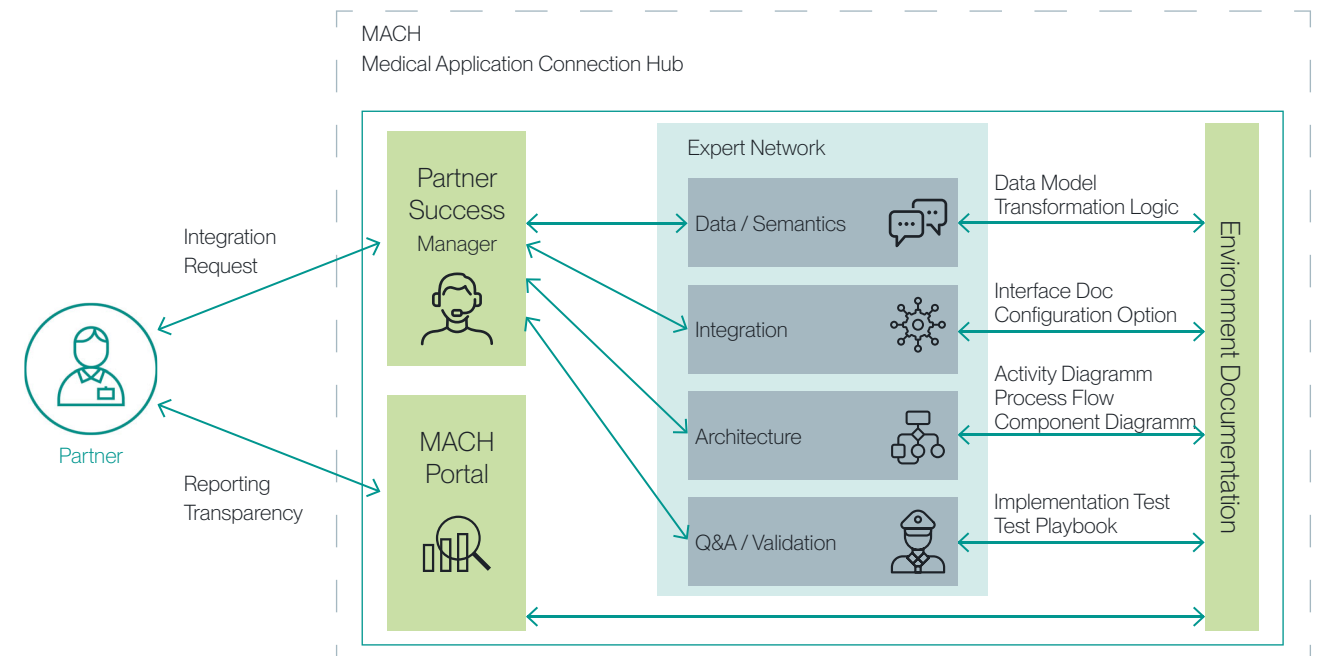 MACH
Medical Application Connection Hub
Integration
Request
Partner
Reporting
Transparency
Partner
Success
Manager
MACH
Portal
Expert Network
Data / Semantics
Integration
Architecture
Q&A / Validation
Data Model
Transformation Logic
Interface Doc
Configuration Option
Activity Diagramm
Process Flow
Component Diagramm
Implementation Test
Test Playbook
Environment Documentation